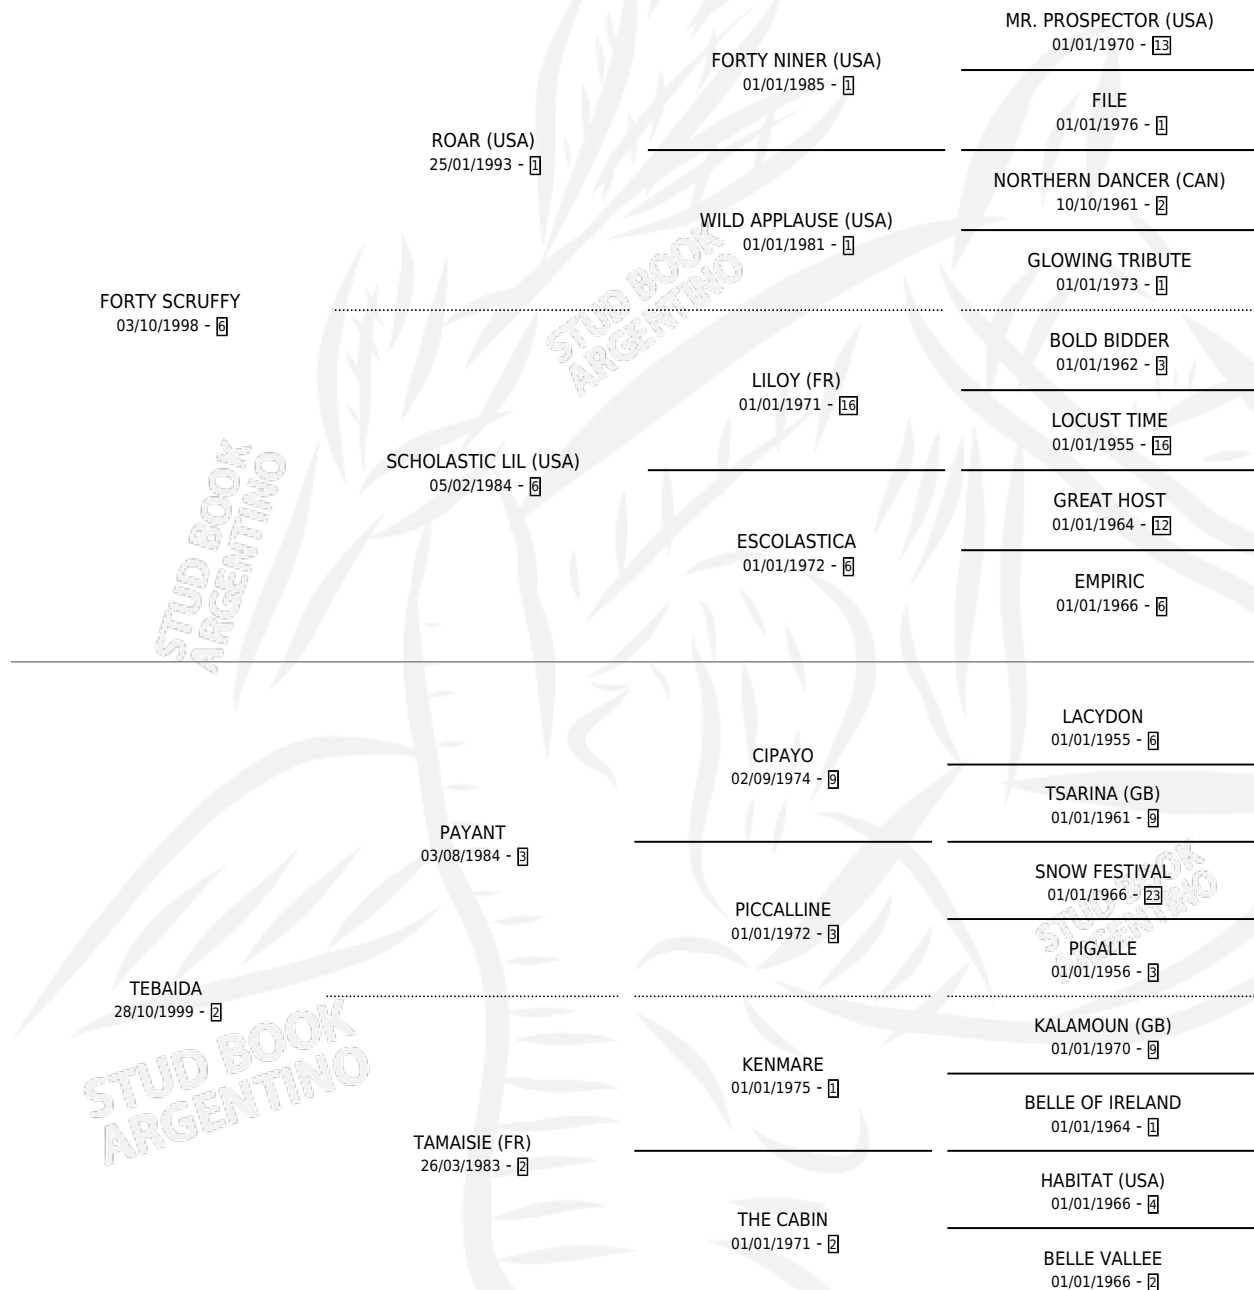 MR. PROSPECTOR (USA)
01/01/1970 - 13
FORTY NINER (USA)
01/01/1985 - 1
FILE
01/01/1976 - 1
ROAR (USA)
25/01/1993 - 1
NORTHERN DANCER (CAN)
10/10/1961 - 2
WILD APPLAUSE (USA)
01/01/1981 - 1
GLOWING TRIBUTE
01/01/1973 - 1
FORTY SCRUFFY
03/10/1998 - 6
STUD BOOK
ARGENTINO
BOLD BIDDER
01/01/1962 - 3
LILOY (FR)
01/01/1971 - 16
LOCUST TIME
01/01/1955 - 16
SCHOLASTIC LIL (USA)
05/02/1984 - 6
GREAT HOST
01/01/1964 - 12
ESCOLASTICA
01/01/1972 - 6
EMPIRIC
01/01/1966 - 6
STUD BOOK
ARGENTINO
LACYDON
01/01/1955 - 6
CIPAYO
02/09/1974 - 9
TSARINA (GB)
01/01/1961 - 9
PAYANT
03/08/1984 - 3
SNOW FESTIVAL
01/01/1966 - 23
PICCALLINE
01/01/1972 - 3
STUD BOOK
ARGENTINO
PIGALLE
01/01/1956 - 3
TEBAIDA
28/10/1999 - 2
KALAMOUN (GB)
01/01/1970 - 9
KENMARE
01/01/1975 - 1
STUD BOOK
ARGENTINO
BELLE OF IRELAND
01/01/1964 - 1
TAMAISIE (FR)
26/03/1983 - 2
HABITAT (USA)
01/01/1966 - 4
THE CABIN
01/01/1971 - 2
BELLE VALLEE
01/01/1966 - 2